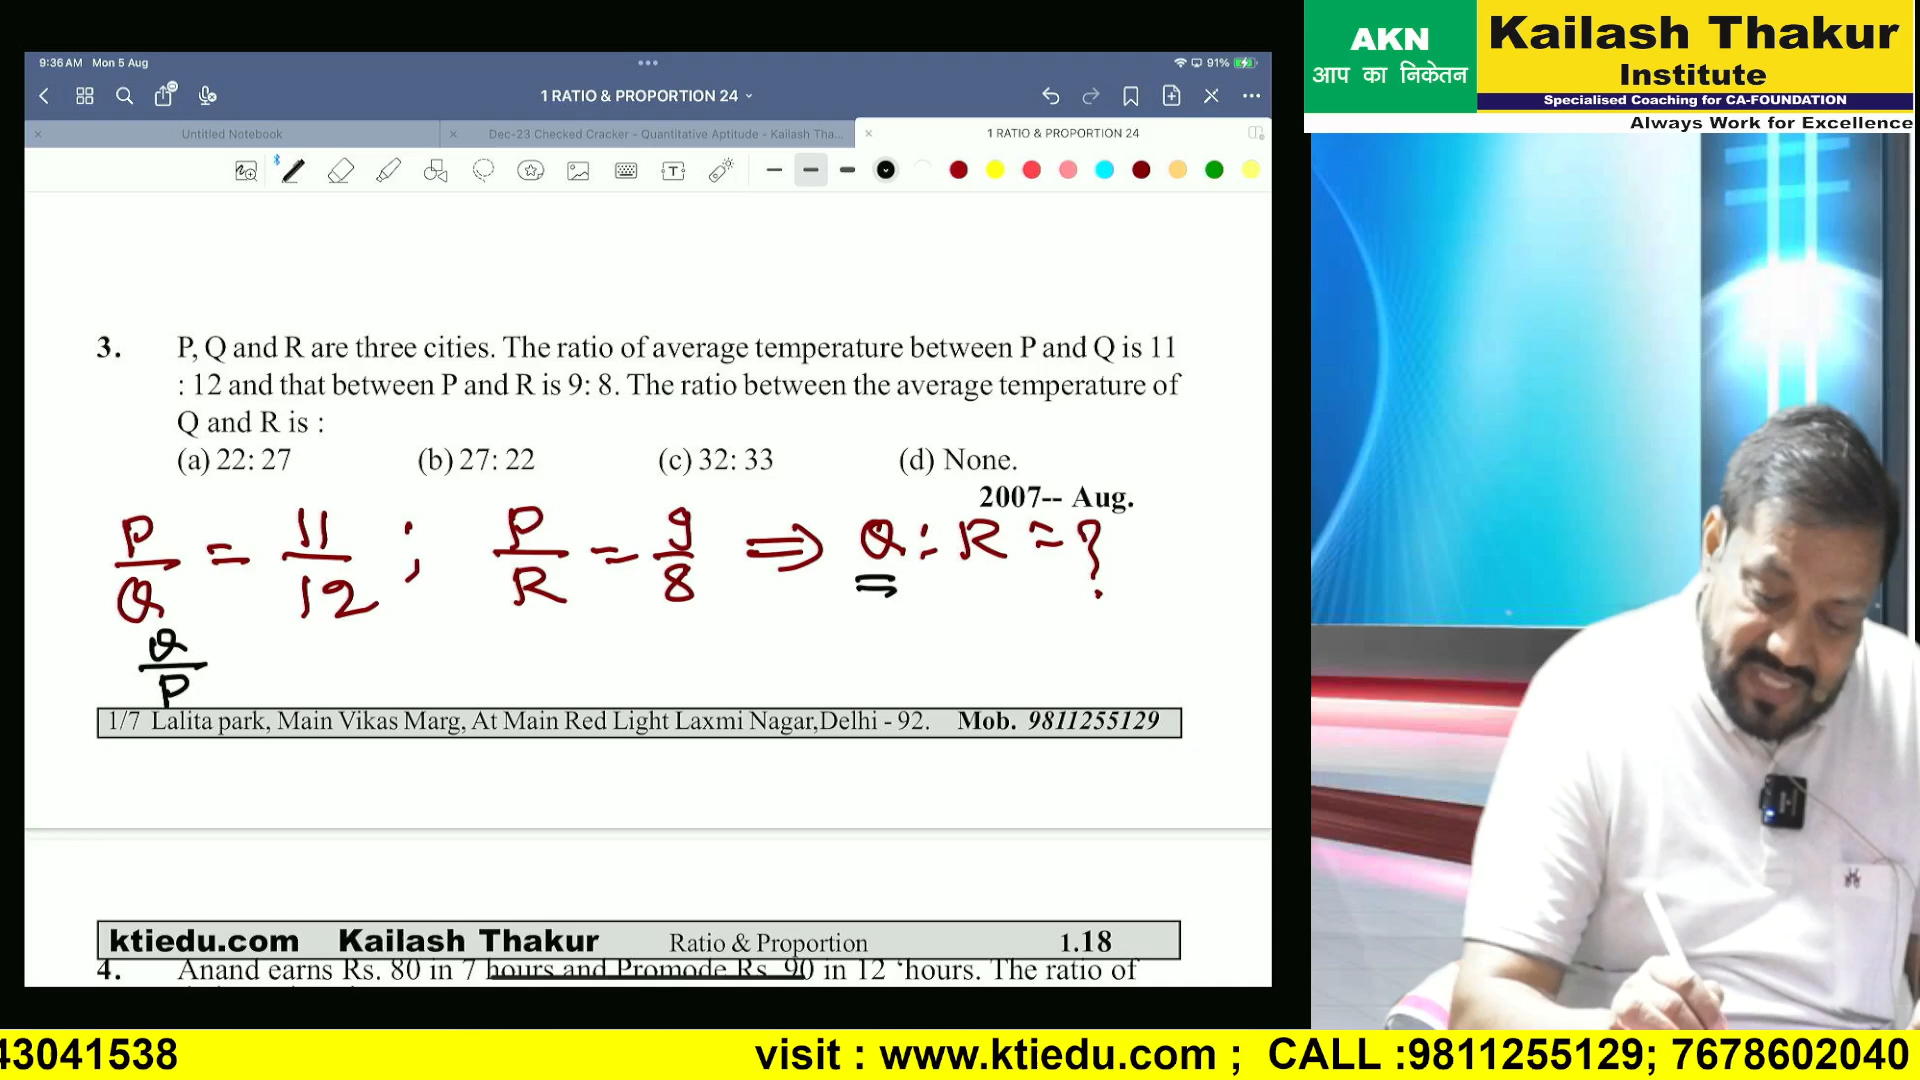 9:36 AM Mon 5 Aug
91%
1 RATIO & PROPORTION 24
Untitled Notebook
Dec-23 Checked Cracker - Quantitative Aptitude - Kailash Tha...
1 RATIO & PROPORTION 24
AKN
आप का निकेतन
Kailash Thakur
Institute
Specialised Coaching for CA-FOUNDATION
Always Work for Excellence
3. P, Q and R are three cities. The ratio of average temperature between P and Q is 11
: 12 and that between P and R is 9: 8. The ratio between the average temperature of
Q and R is :
(a) 22: 27 (b) 27: 22 (c) 32: 33 (d) None.
2007-- Aug.
P/Q = 11/12 ; P/R = 9/8 ⇒ Q : R = ?
Q/P
1/7 Lalita park, Main Vikas Marg, At Main Red Light Laxmi Nagar,Delhi - 92. Mob. 9811255129
ktiedu.com Kailash Thakur Ratio & Proportion 1.18
4. Anand earns Rs. 80 in 7 hours and Promode Rs. 90 in 12 ‘hours. The ratio of
43041538 visit : www.ktiedu.com ; CALL :9811255129; 7678602040